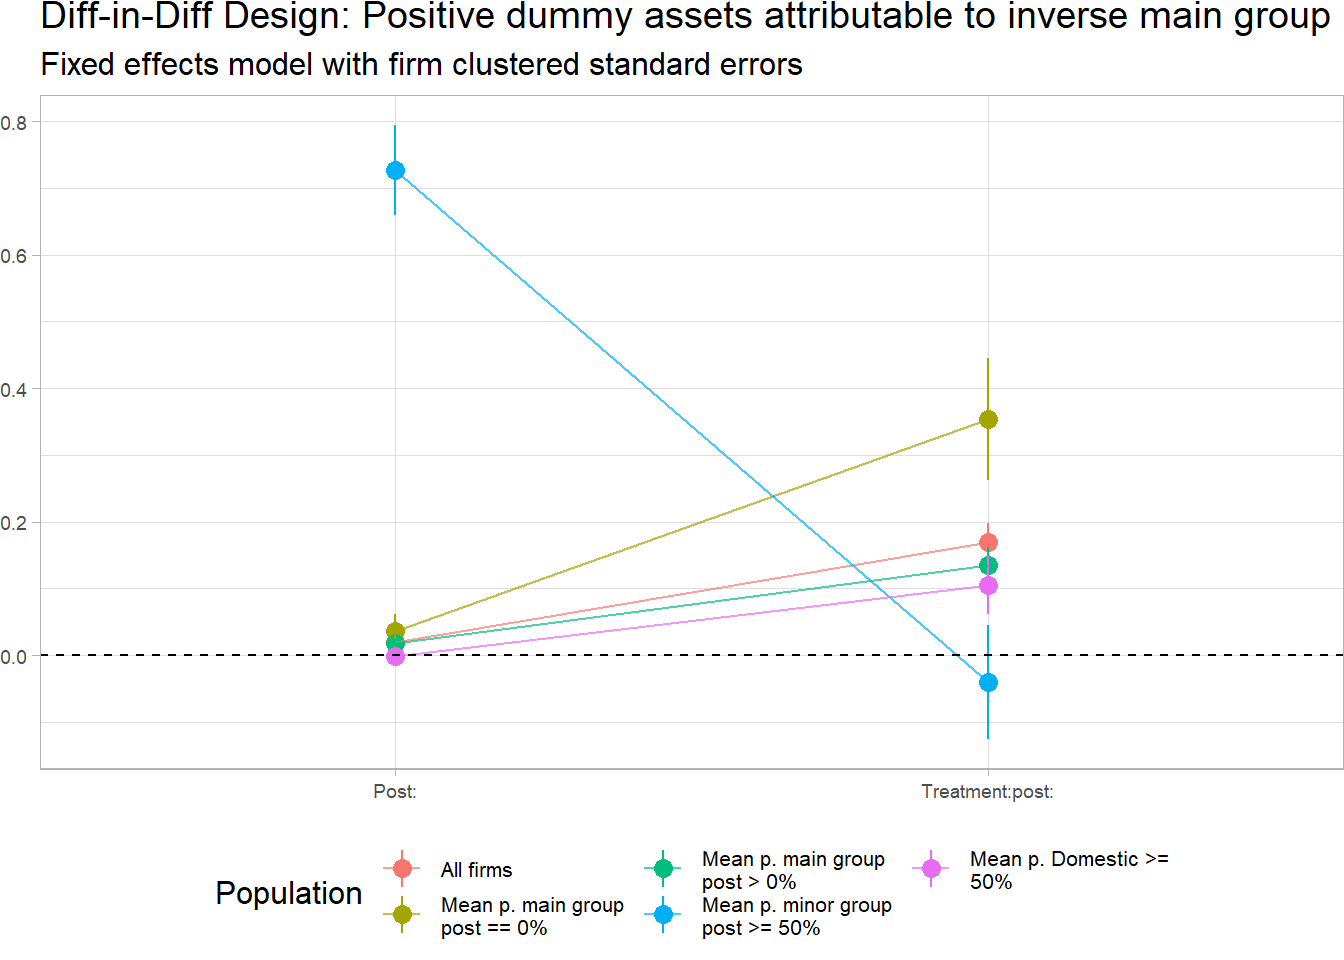 Diff-in-Diff Design: Positive dummy assets attributable to inverse main group
Fixed effects model with firm clustered standard errors
0.8
0.6
0.4
0.2
0.0
Post:
Treatment:post:
Population
All firms
Mean p. main group
post == 0%
Mean p. main group
post > 0%
Mean p. minor group
post >= 50%
Mean p. Domestic >=
50%